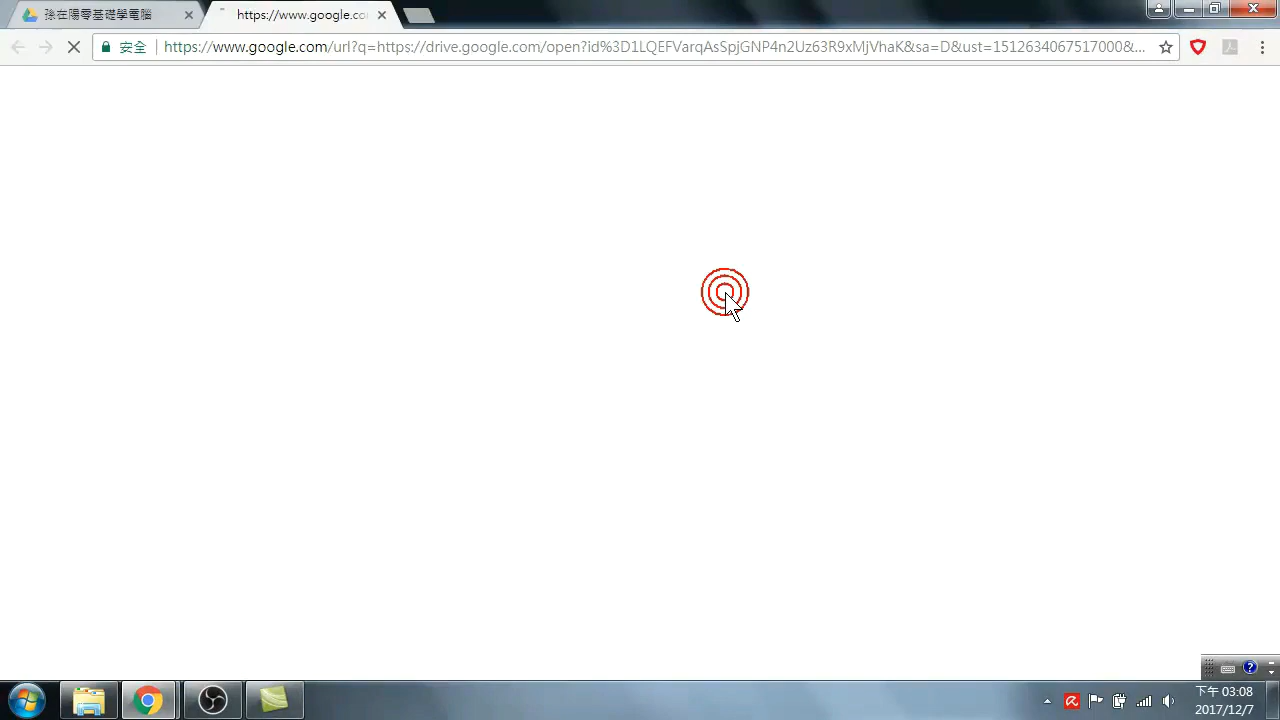 孫在陽零基礎學電腦
https://www.google.co
安全
https://www.google.com/url?q=https://drive.google.com/open?id%3D1LQEFVarqAsSpJGNP4n2Uz63R9xMJVhaK&sa=D&ust=1512634067517000&...
下午 03:08
2017/12/7